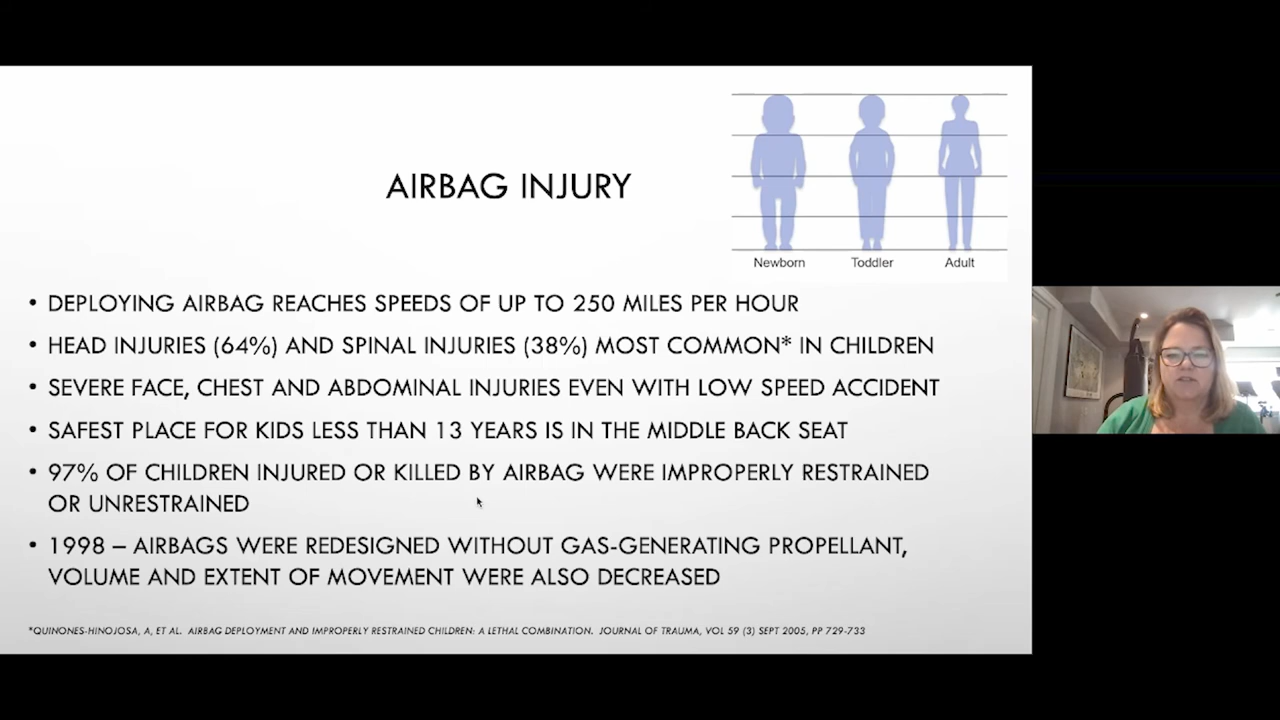 AIRBAG INJURY
Newborn Toddler Adult
• DEPLOYING AIRBAG REACHES SPEEDS OF UP TO 250 MILES PER HOUR
• HEAD INJURIES (64%) AND SPINAL INJURIES (38%) MOST COMMON* IN CHILDREN
• SEVERE FACE, CHEST AND ABDOMINAL INJURIES EVEN WITH LOW SPEED ACCIDENT
• SAFEST PLACE FOR KIDS LESS THAN 13 YEARS IS IN THE MIDDLE BACK SEAT
• 97% OF CHILDREN INJURED OR KILLED BY AIRBAG WERE IMPROPERLY RESTRAINED
OR UNRESTRAINED
• 1998 – AIRBAGS WERE REDESIGNED WITHOUT GAS-GENERATING PROPELLANT,
VOLUME AND EXTENT OF MOVEMENT WERE ALSO DECREASED
*QUINONES-HINOJOSA, A, ET AL. AIRBAG DEPLOYMENT AND IMPROPERLY RESTRAINED CHILDREN: A LETHAL COMBINATION. JOURNAL OF TRAUMA, VOL 59 (3) SEPT 2005, PP 729-733